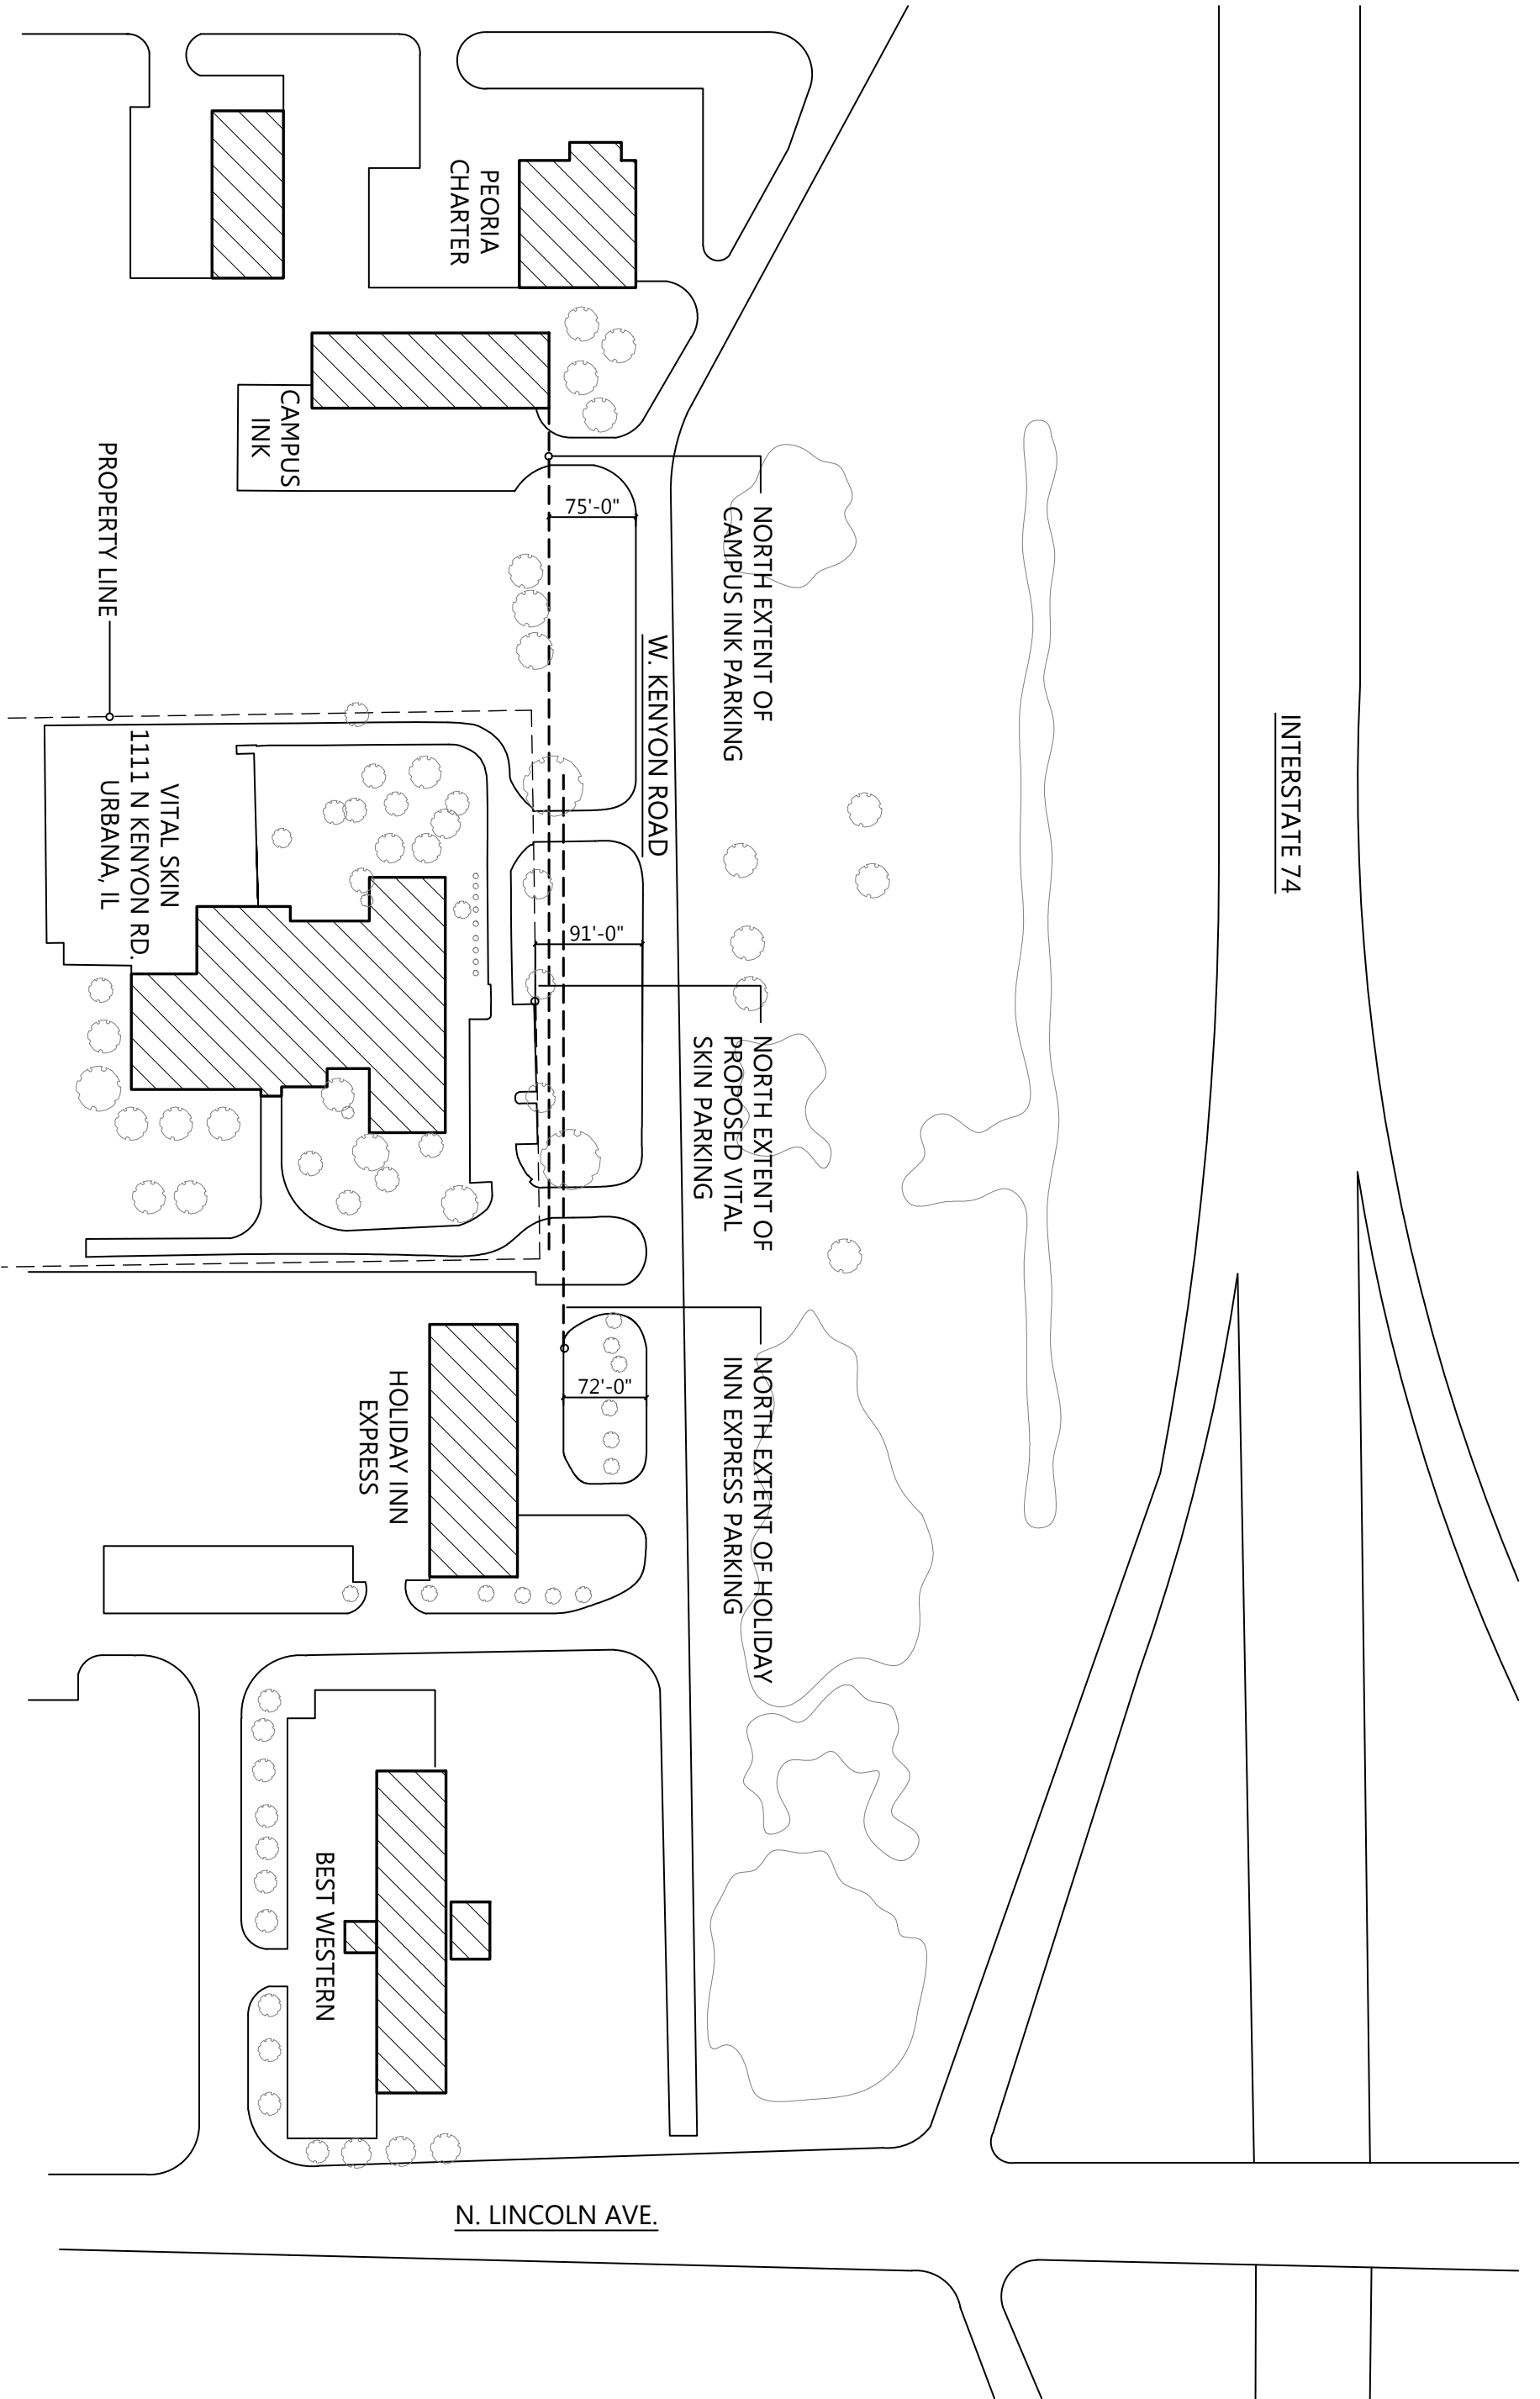 INTERSTATE 74
PEORIA
CHARTER
CAMPUS
INK
PROPERTY LINE
75'-0"
NORTH EXTENT OF
CAMPUS INK PARKING
W. KENYON ROAD
VITAL SKIN
1111 N KENYON RD.
URBANA, IL
91'-0"
NORTH EXTENT OF
PROPOSED VITAL
SKIN PARKING
NORTH EXTENT OF HOLIDAY
INN EXPRESS PARKING
72'-0"
HOLIDAY INN
EXPRESS
BEST WESTERN
N. LINCOLN AVE.